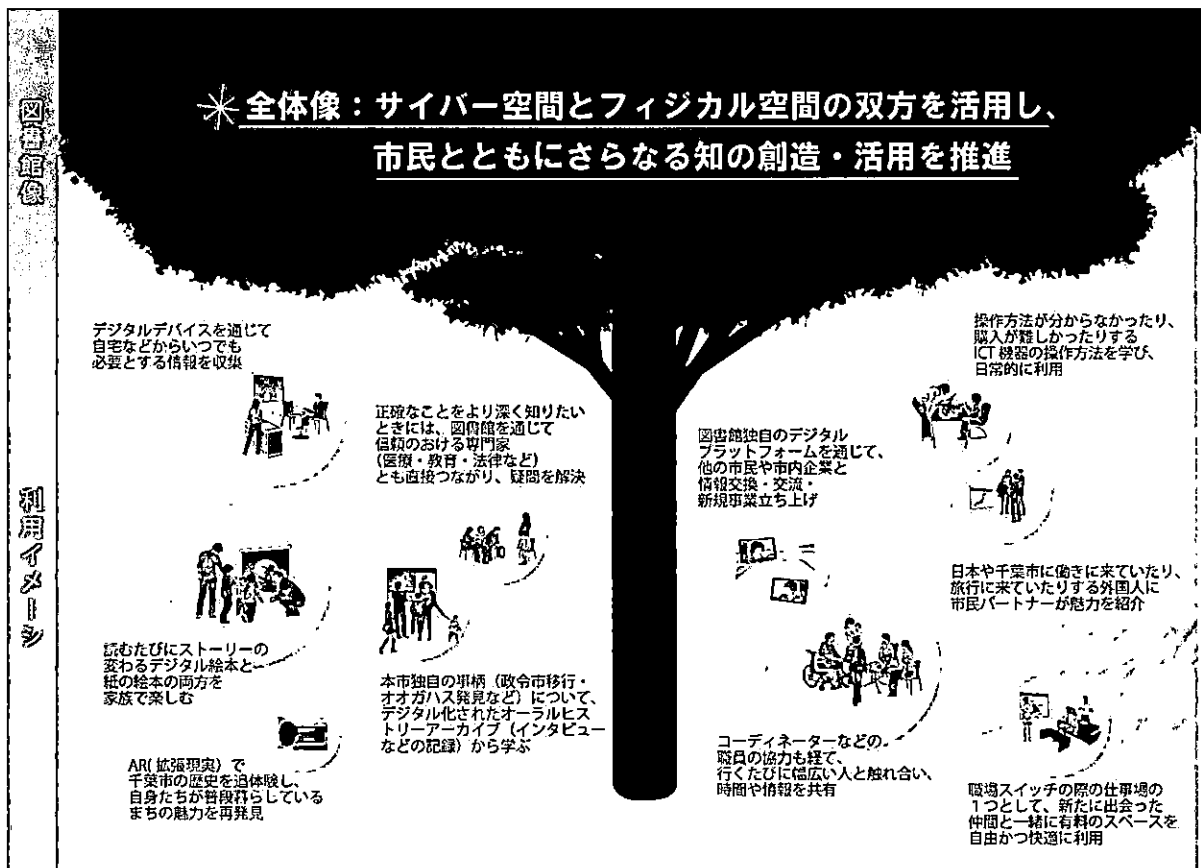 図書館像
＊全体像：サイバー空間とフィジカル空間の双方を活用し、
市民とともにさらなる知の創造・活用を推進
利用イメージ
デジタルデバイスを通じて
自宅などからいつでも
必要とする情報を収集
正確なことをより深く知りたい
ときには、図書館を通じて
信頼のおける専門家
（医療・教育・法律など）
とも直接つながり、疑問を解決
読むたびにストーリーの
変わるデジタル絵本と
紙の絵本の両方を
家族で楽しむ
本市独自の事柄（政令市移行・
オオガハス発見など）について、
デジタル化されたオーラルヒス
トリーアーカイブ（インタビュー
などの記録）から学ぶ
AR( 拡張現実）で
千葉市の歴史を追体験し、
自身たちが普段暮らしている
まちの魅力を再発見
図書館独自のデジタル
プラットフォームを通じて、
他の市民や市内企業と
情報交換・交流・
新規事業立ち上げ
操作方法が分からなかったり、
購入が難しかったりする
ICT 機器の操作方法を学び、
日常的に利用
日本や千葉市に働きに来ていたり、
旅行に来ていたりする外国人に
市民パートナーが魅力を紹介
コーディネーターなどの
職員の協力も経て、
行くたびに幅広い人と触れ合い、
時間や情報を共有
職場スイッチの際の仕事場の
１つとして、新たに出会った
仲間と一緒に有料のスペースを
自由かつ快適に利用